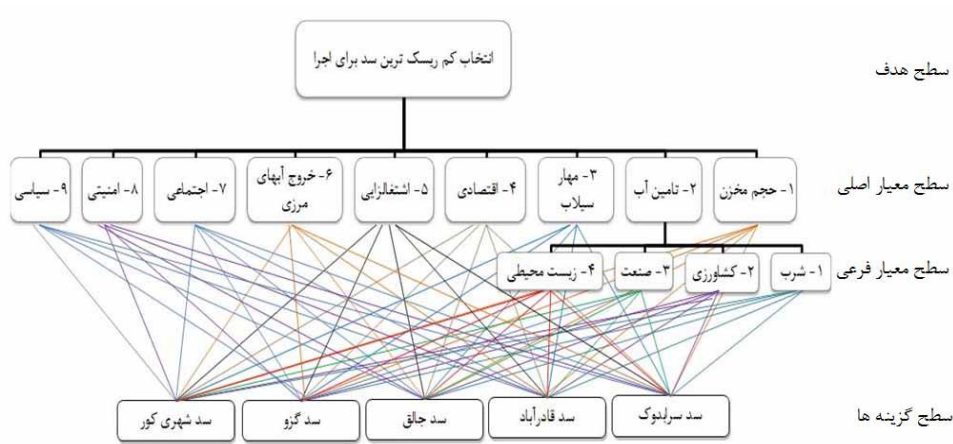 انتخاب کم ریسک ترین سد برای اجرا
سطح هدف
سطح معیار اصلی
۱- حجم مخزن
۲- تامین آب
۳- مهار
سیلاب
۴- اقتصادی
۵- اشتغالزایی
۶- خروج آبهای
مرزی
۷- اجتماعی
۸- امنیتی
۹- سیاسی
سطح معیار فرعی
۱- شرب
۲- کشاورزی
۳- صنعت
۴- زیست محیطی
سطح گزینه ها
سد سرابدوک
سد قادرآباد
سد جالق
سد گزو
سد شهری کور